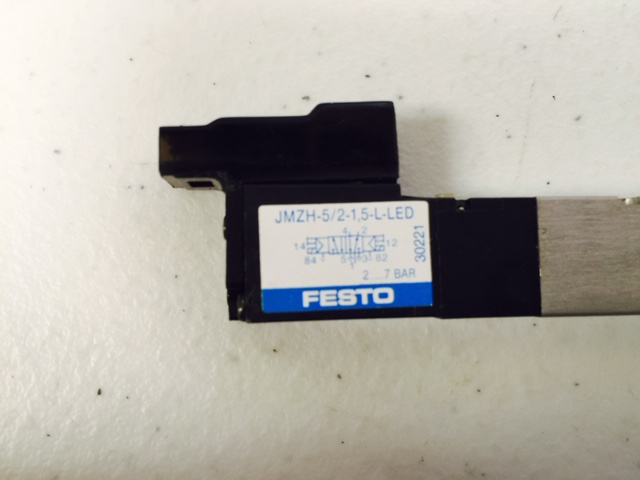 JMZH-5/2-1,5-L-LED
4 2
14 12
84 5 3 82
1
30221
2....7 BAR
FESTO